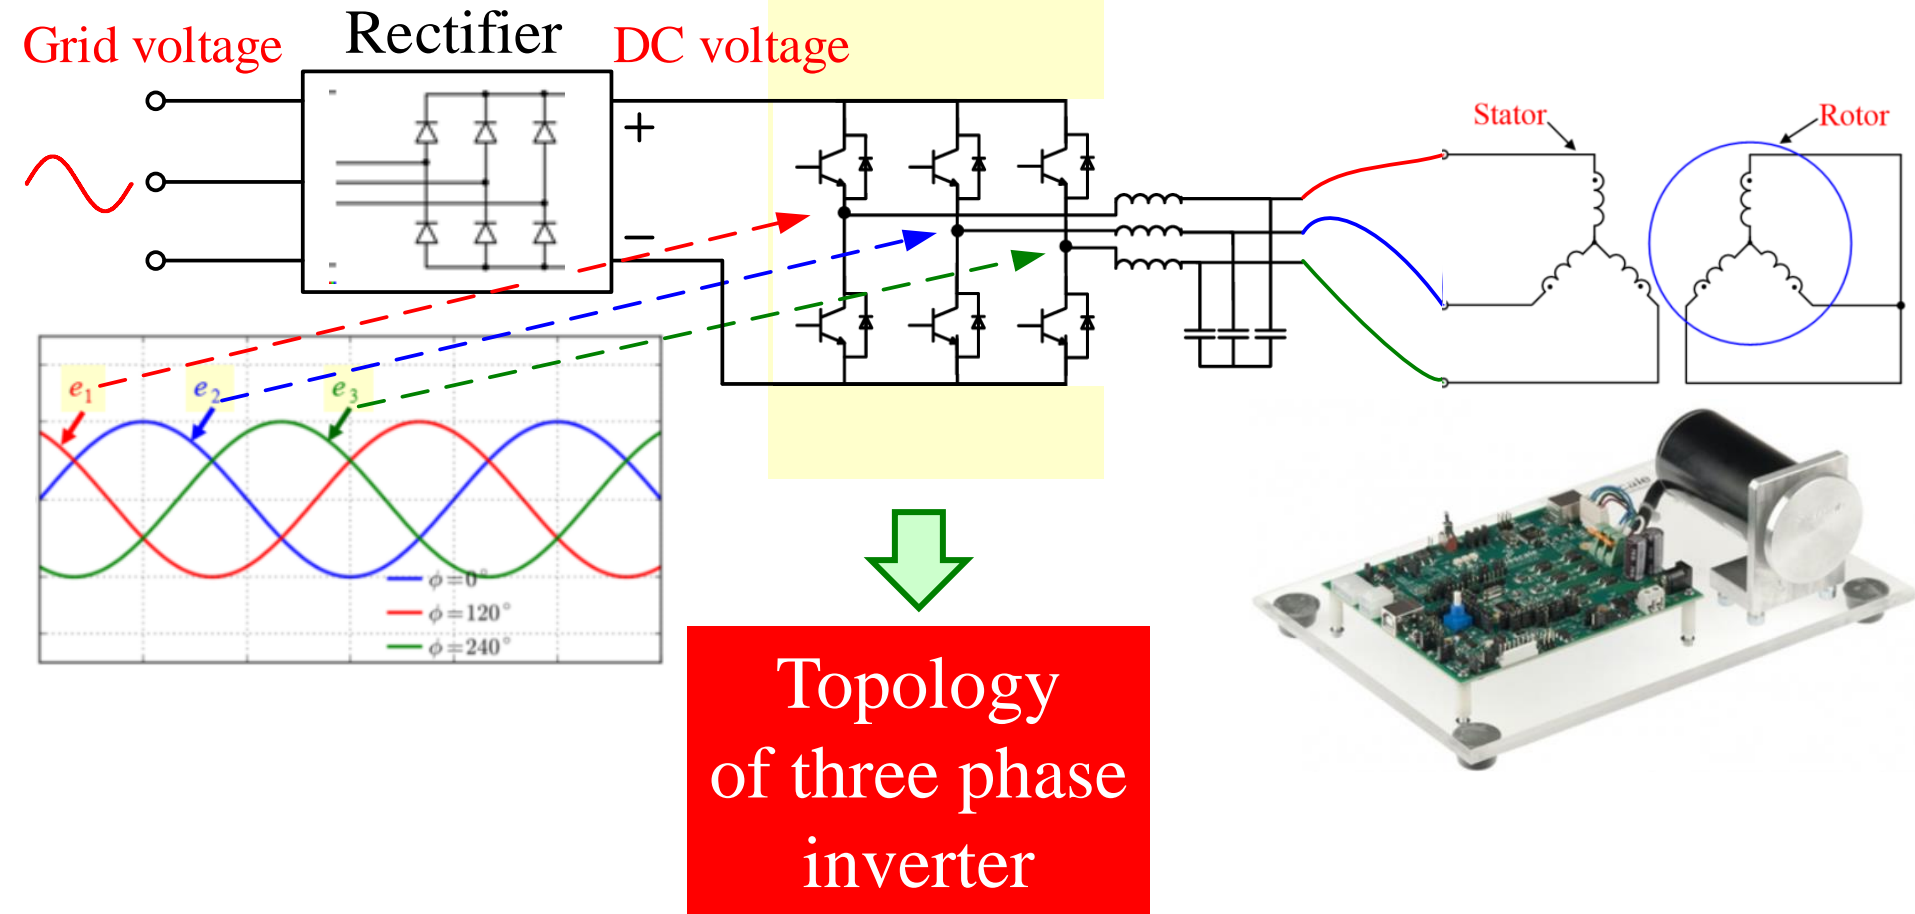 Grid voltage
Rectifier
DC voltage
+
−
Stator
Rotor
e1
e2
e3
ϕ=0°
ϕ=120°
ϕ=240°
Topology
of three phase
inverter